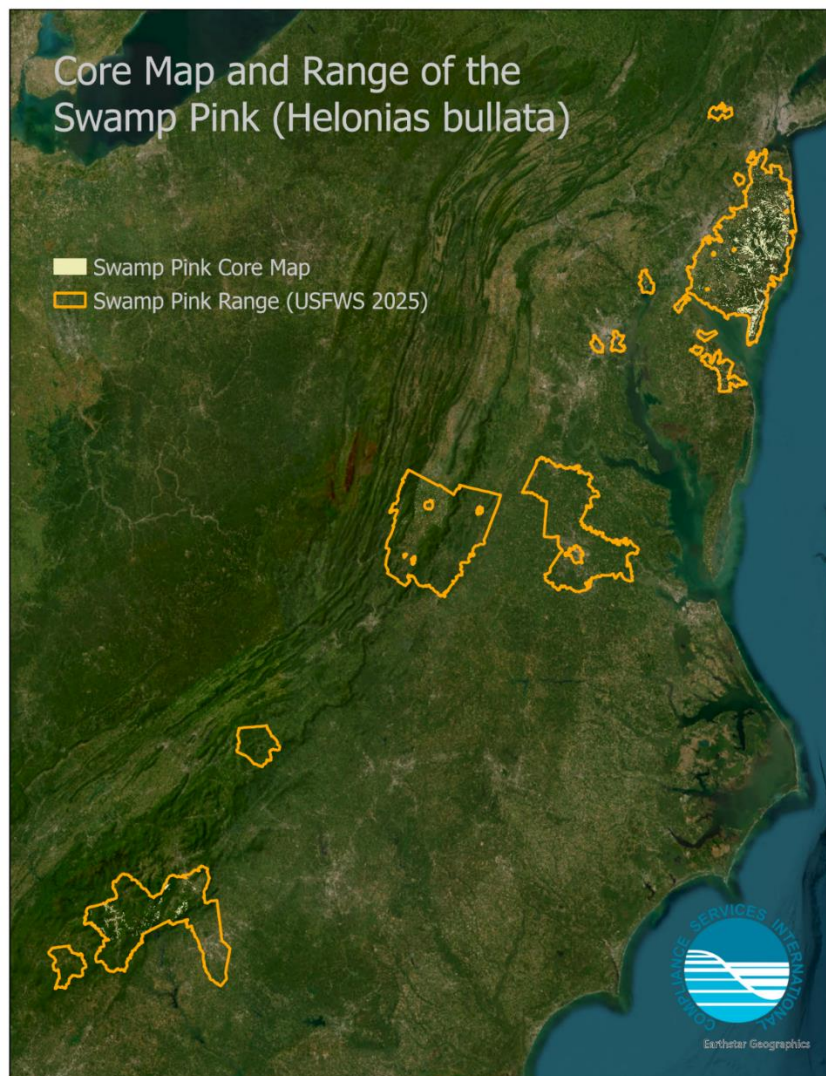 Core Map and Range of the
Swamp Pink (Helonias bullata)
Swamp Pink Core Map
Swamp Pink Range (USFWS 2025)
COMPLIANCE SERVICES INTERNATIONAL
Earthstar Geographics